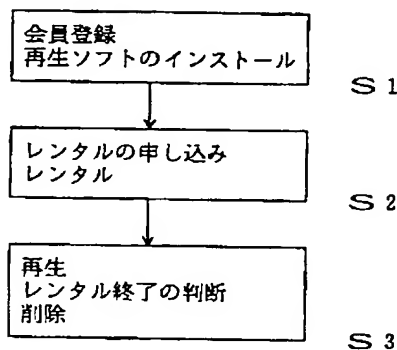 会員登録
再生ソフトのインストール
S1
レンタルの申し込み
レンタル
S2
再生
レンタル終了の判断
削除
S3